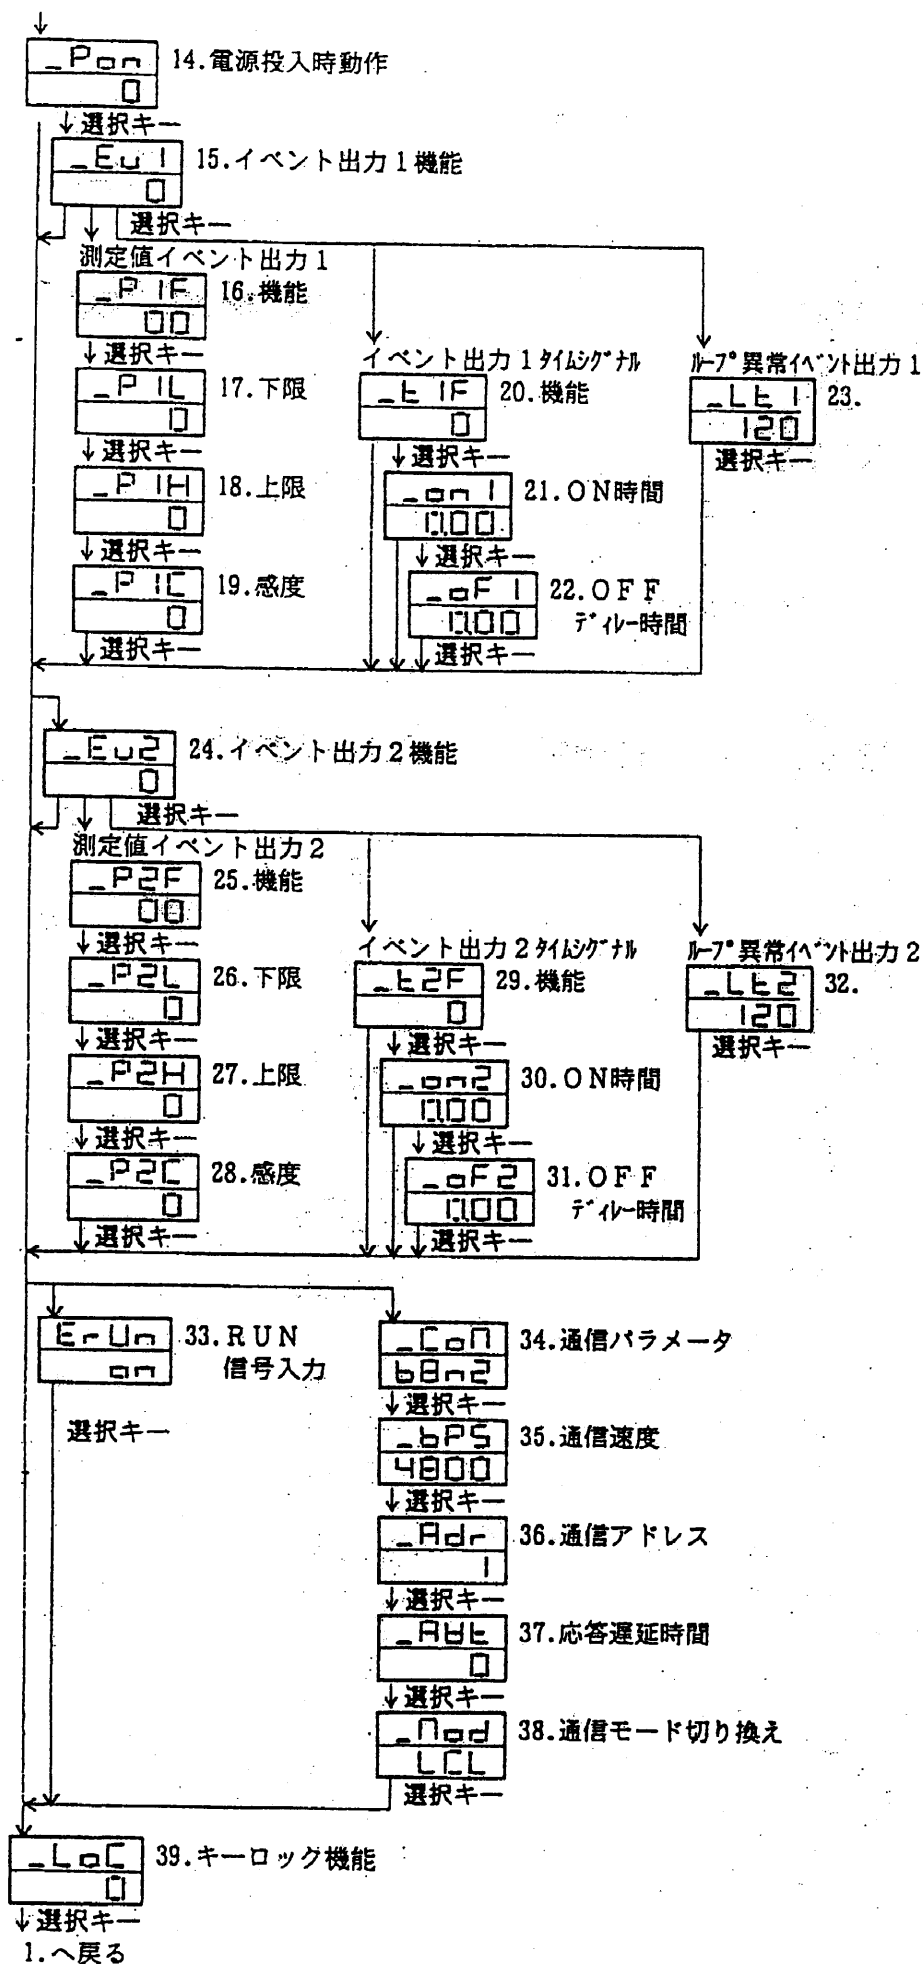 _Pon
14.電源投入時動作
0
選択キー
_Ev1
15.イベント出力1機能
0
選択キー
測定値イベント出力1
_P1F
16.機能
00
選択キー
_P1L
17.下限
0
選択キー
_P1H
18.上限
0
選択キー
_P1C
19.感度
0
選択キー
イベント出力1タイムシグナル
_t1F
20.機能
0
選択キー
_on1
21.ON時間
0.00
選択キー
_oF1
22.OFF
ディレー時間
0.00
選択キー
ループ異常イベント出力1
_Lt1
23.
120
選択キー
_Ev2
24.イベント出力2機能
0
選択キー
測定値イベント出力2
_P2F
25.機能
00
選択キー
_P2L
26.下限
0
選択キー
_P2H
27.上限
0
選択キー
_P2C
28.感度
0
選択キー
イベント出力2タイムシグナル
_t2F
29.機能
0
選択キー
_on2
30.ON時間
0.00
選択キー
_oF2
31.OFF
ディレー時間
0.00
選択キー
ループ異常イベント出力2
_Lt2
32.
120
選択キー
ErUn
33.RUN
信号入力
on
選択キー
_CoM
34.通信パラメータ
b8n2
選択キー
_bPS
35.通信速度
4800
選択キー
_Adr
36.通信アドレス
1
選択キー
37.応答遅延時間
0
選択キー
_Mod
38.通信モード切り換え
LCL
選択キー
_LoC
39.キーロック機能
0
選択キー
1.へ戻る